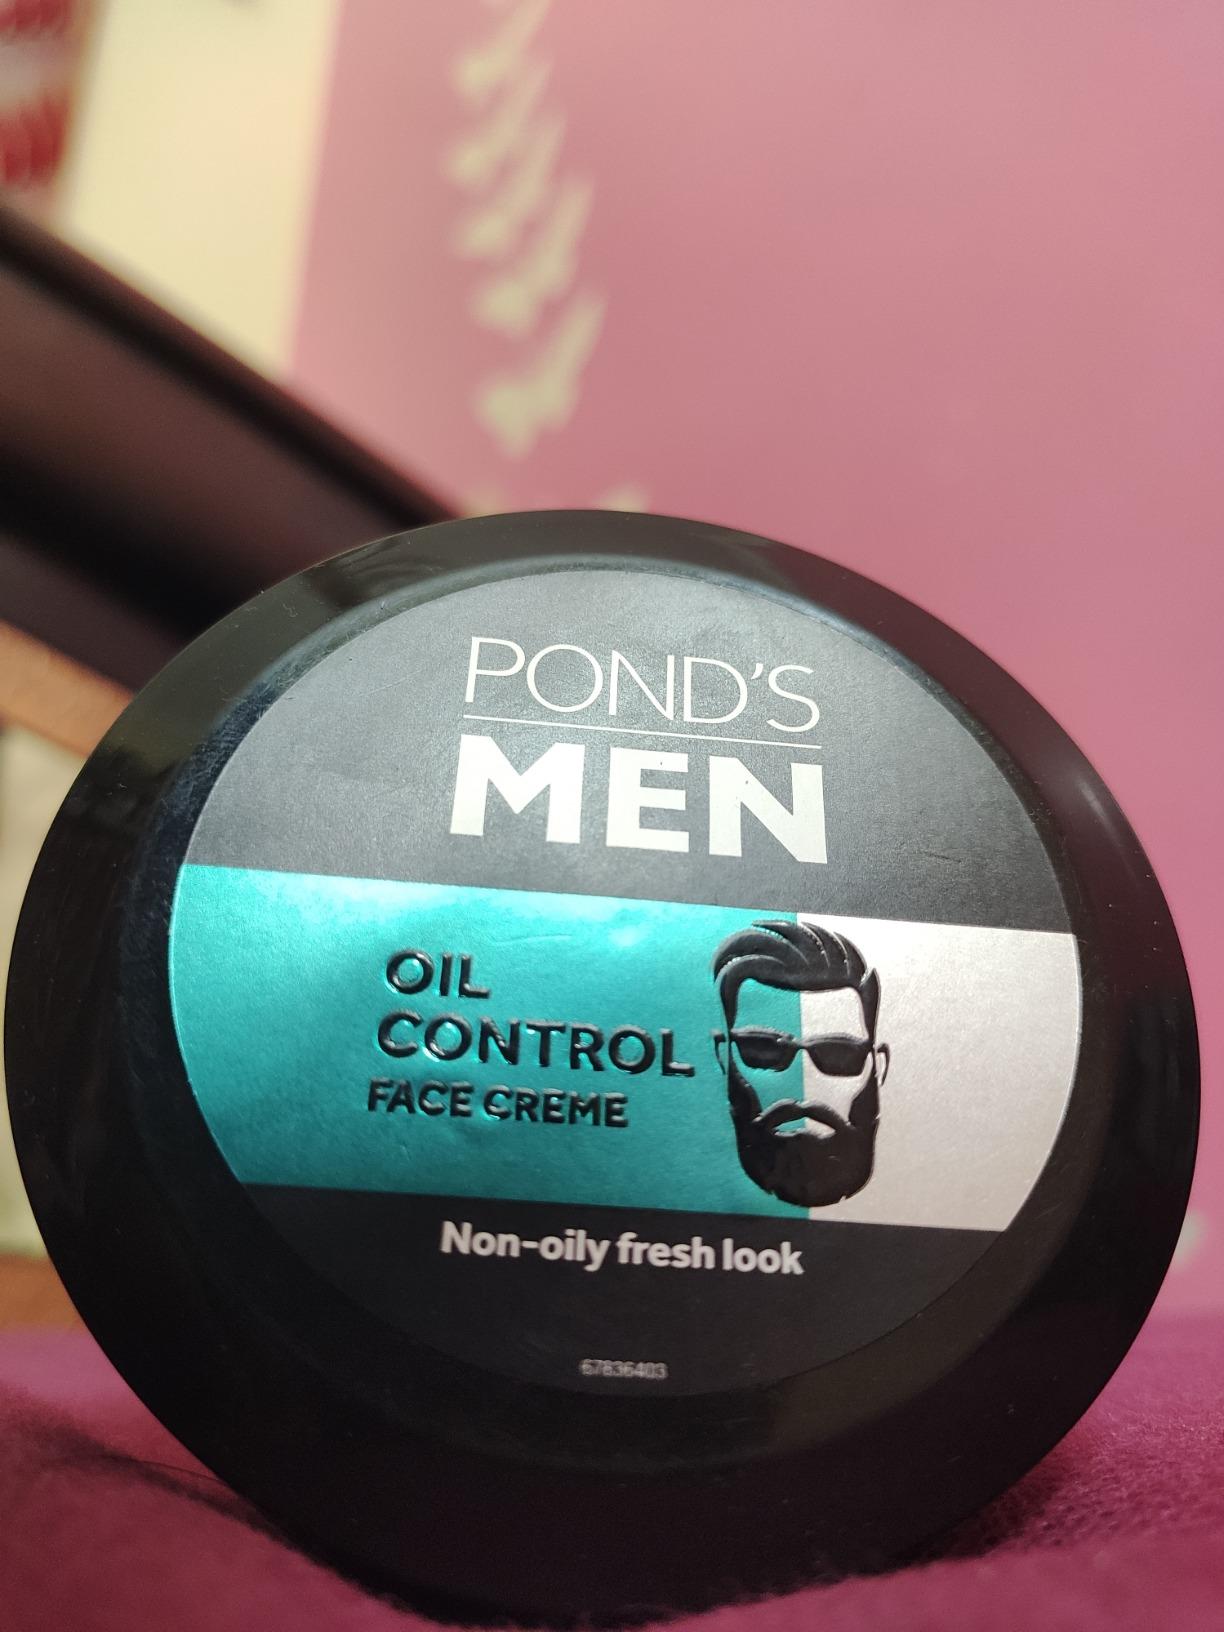 POND'S
MEN
OIL
CONTROL
FACE CREME
Non-oily fresh look
67836403